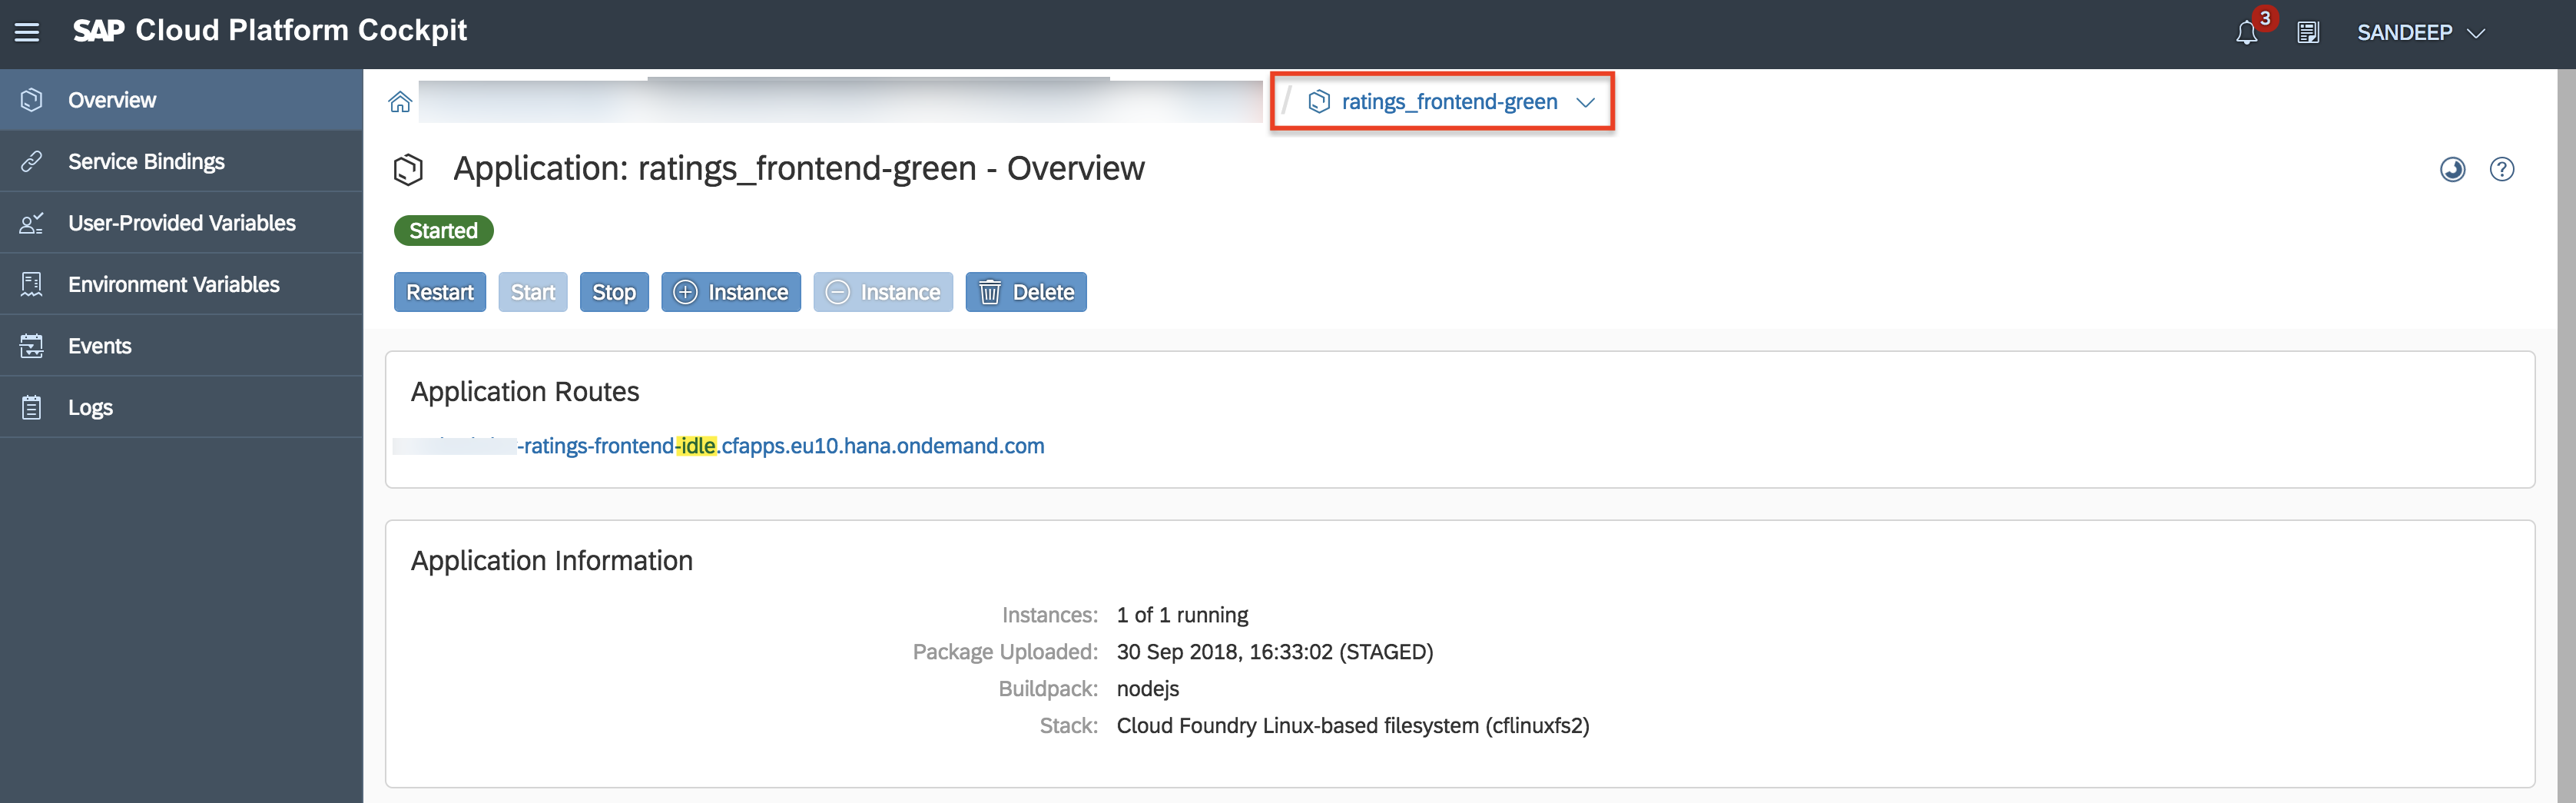 SAP Cloud Platform Cockpit
3
SANDEEP
Overview
Service Bindings
User-Provided Variables
Environment Variables
Events
Logs
/ ratings_frontend-green
Application: ratings_frontend-green - Overview
Started
Restart Start Stop Instance Instance Delete
Application Routes
-ratings-frontend-idle.cfapps.eu10.hana.ondemand.com
Application Information
Instances: 1 of 1 running
Package Uploaded: 30 Sep 2018, 16:33:02 (STAGED)
Buildpack: nodejs
Stack: Cloud Foundry Linux-based filesystem (cflinuxfs2)